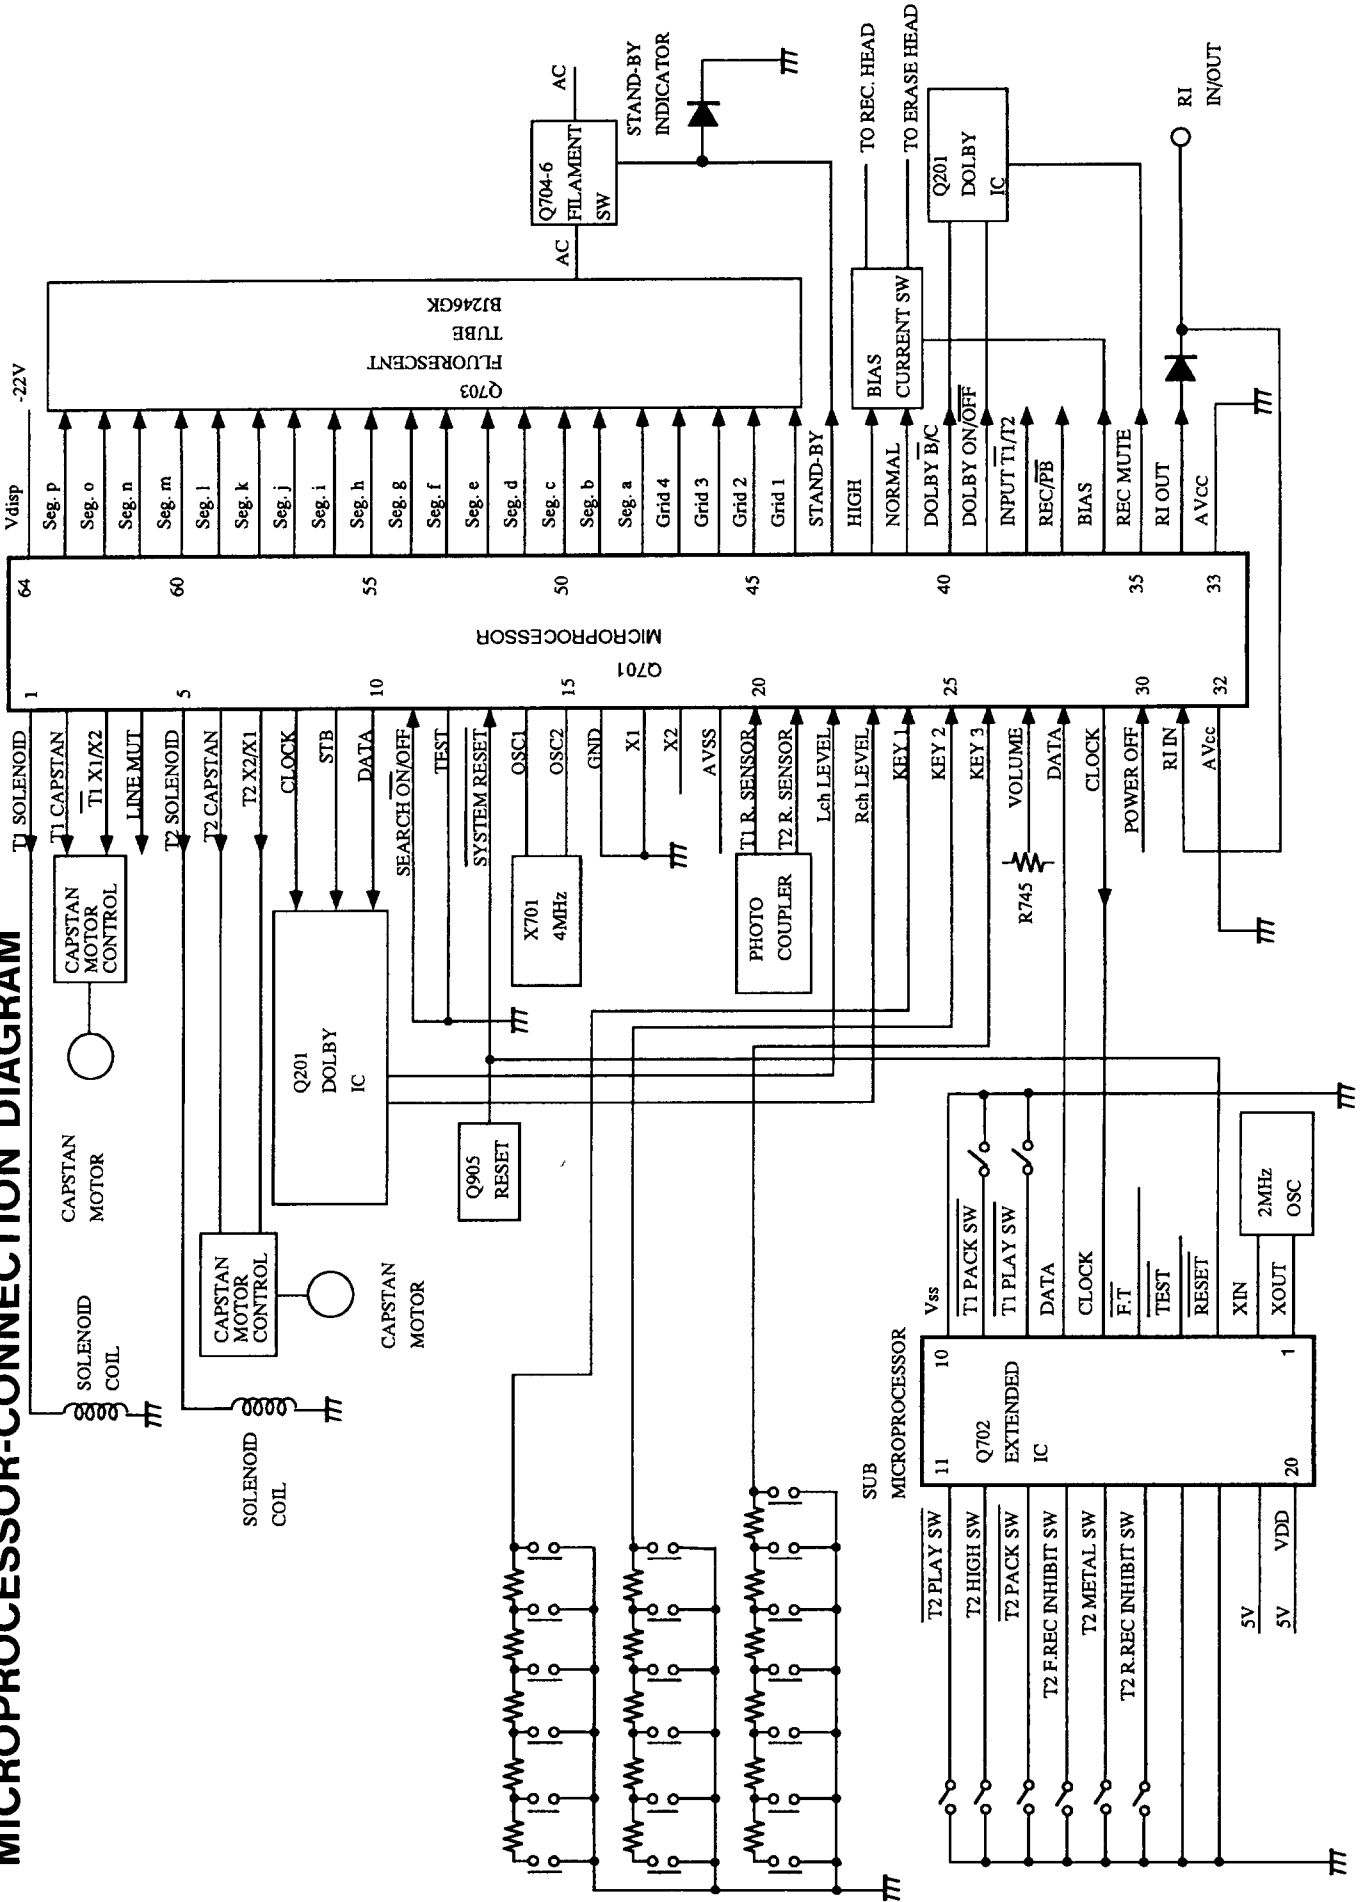 MICROPROCESSOR-CONNECTION DIAGRAM
T1 SOLENOID
T1 CAPSTAN
T1 X1/X2
LINE MUT
T2 SOLENOID
T2 CAPSTAN
T2 X2/X1
CLOCK
STB
DATA
SEARCH ON/OFF
TEST
SYSTEM RESET
OSC1
OSC2
GND
X1
X2
AVSS
T1 R. SENSOR
T2 R. SENSOR
Lch LEVEL
Rch LEVEL
KEY 1
KEY 2
KEY 3
VOLUME
DATA
CLOCK
POWER OFF
RI IN
AVcc
1
5
10
15
20
25
30
32
Q701
MICROPROCESSOR
64
60
55
50
45
40
35
33
Vdisp
-22V
Seg. p
Seg. o
Seg. n
Seg. m
Seg. l
Seg. k
Seg. j
Seg. i
Seg. h
Seg. g
Seg. f
Seg. e
Seg. d
Seg. c
Seg. b
Seg. a
Grid 4
Grid 3
Grid 2
Grid 1
STAND-BY
HIGH
NORMAL
DOLBY B/C
DOLBY ON/OFF
INPUT T1/T2
REC/PB
BIAS
REC MUTE
RI OUT
AVCC
Q703
FLUORESCENT
TUBE
BJ246GK
AC
Q704-6
FILAMENT
SW
AC
STAND-BY
INDICATOR
BIAS
CURRENT SW
TO REC. HEAD
TO ERASE HEAD
Q201
DOLBY
IC
RI
IN/OUT
CAPSTAN
MOTOR
CONTROL
CAPSTAN
MOTOR
SOLENOID
COIL
CAPSTAN
MOTOR
CONTROL
CAPSTAN
MOTOR
SOLENOID
COIL
Q201
DOLBY
IC
Q905
RESET
X701
4MHz
PHOTO
COUPLER
R745
SUB
MICROPROCESSOR
Q702
EXTENDED
IC
10
1
11
20
Vss
T1 PACK SW
T1 PLAY SW
DATA
CLOCK
F.T
TEST
RESET
XIN
XOUT
2MHz
OSC
T2 PLAY SW
T2 HIGH SW
T2 PACK SW
T2 F.REC INHIBIT SW
T2 METAL SW
T2 R.REC INHIBIT SW
5V
5V
VDD